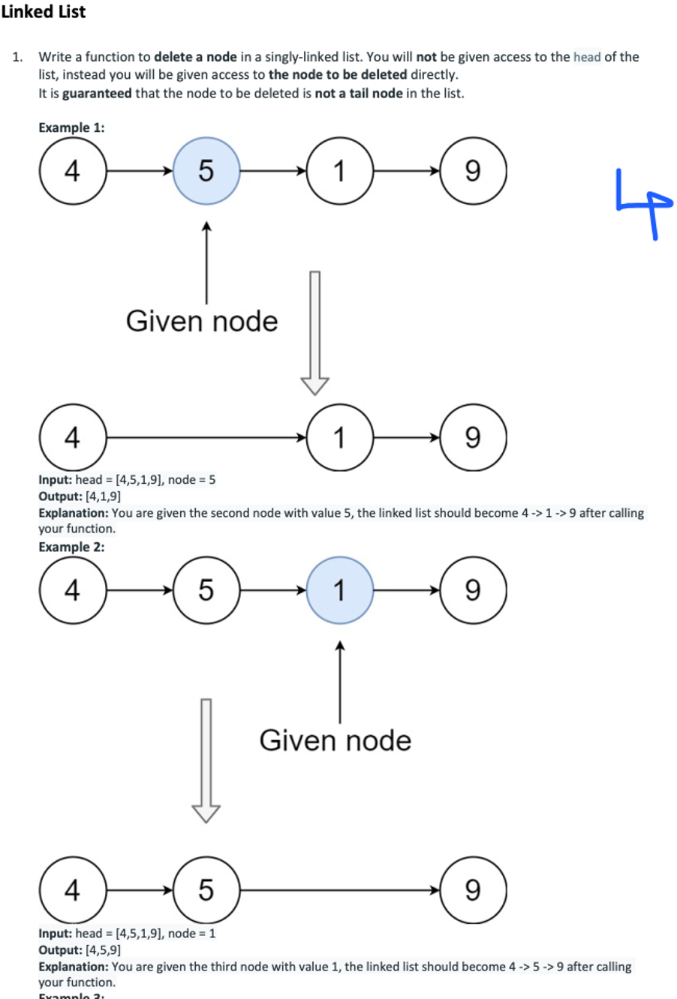 Linked List
1. Write a function to delete a node in a singly-linked list. You will not be given access to the head of the
list, instead you will be given access to the node to be deleted directly.
It is guaranteed that the node to be deleted is not a tail node in the list.
Example 1:
4 5 1 9
Given node
4 1 9
Input: head = [4,5,1,9], node = 5
Output: [4,1,9]
Explanation: You are given the second node with value 5, the linked list should become 4 -> 1 -> 9 after calling
your function.
Example 2:
4 5 1 9
Given node
4 5 9
Input: head = [4,5,1,9], node = 1
Output: [4,5,9]
Explanation: You are given the third node with value 1, the linked list should become 4 -> 5 -> 9 after calling
your function.
Example 3: